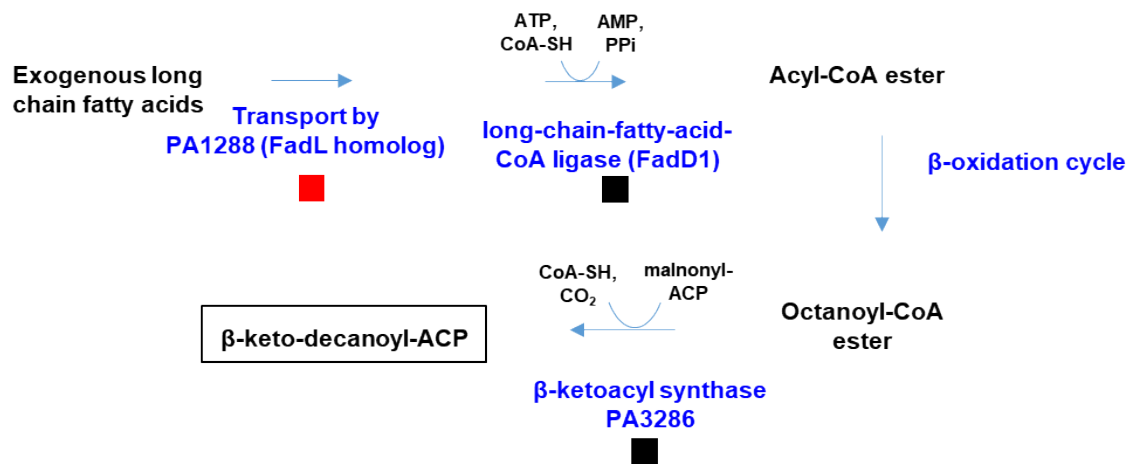 Exogenous long
chain fatty acids
Transport by
PA1288 (FadL homolog)
ATP,
CoA-SH
AMP,
PPi
long-chain-fatty-acid-
CoA ligase (FadD1)
Acyl-CoA ester
β-oxidation cycle
Octanoyl-CoA
ester
CoA-SH,
CO₂
malnonyl-
ACP
β-ketoacyl synthase
PA3286
β-keto-decanoyl-ACP